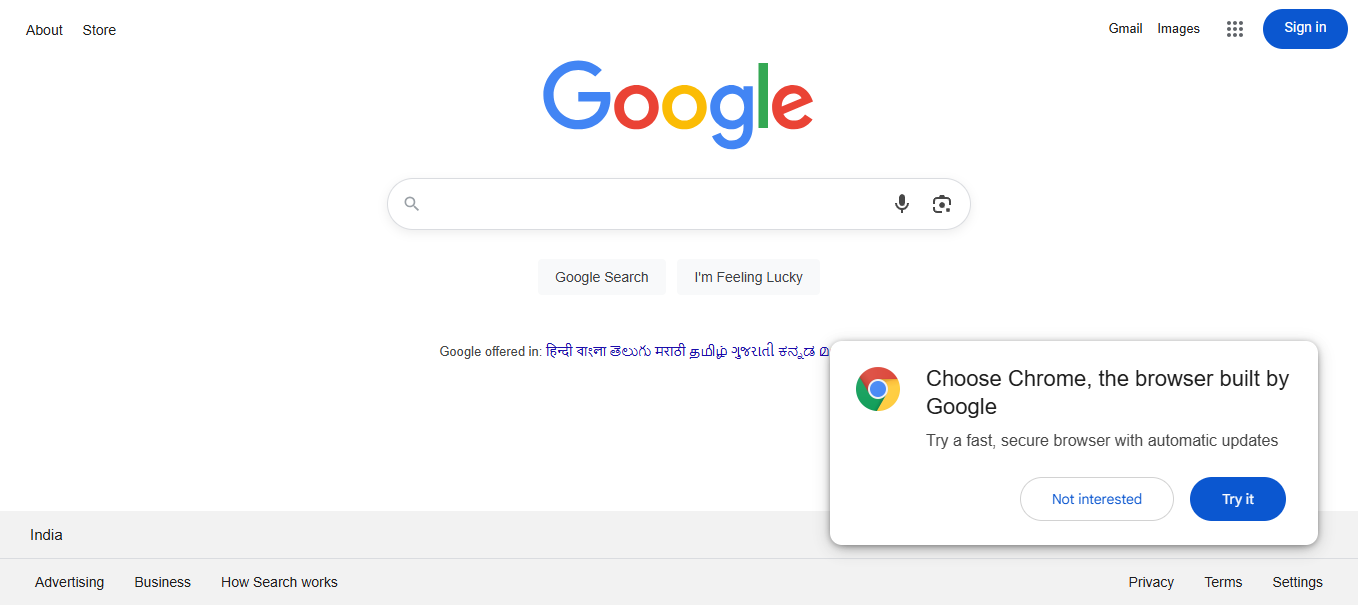 About Store
Gmail Images Sign in
Google
Google Search I'm Feeling Lucky
Google offered in: हिन्दी বাংলা తెలుగు मराठी தமிழ் ગુજરાતી ಕನ್ನಡ
Choose Chrome, the browser built by
Google
Try a fast, secure browser with automatic updates
Not interested Try it
India
Advertising Business How Search works
Privacy Terms Settings